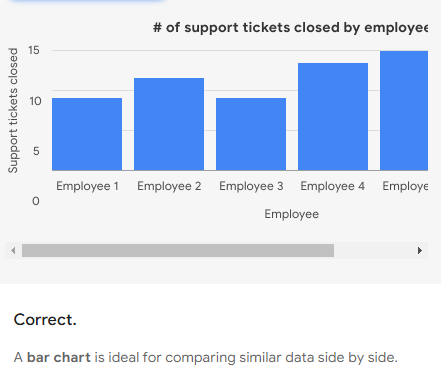 # of support tickets closed by employee
Support tickets closed
15
10
5
0
Employee 1
Employee 2
Employee 3
Employee 4
Employe
Employee
Correct.
A bar chart is ideal for comparing similar data side by side.